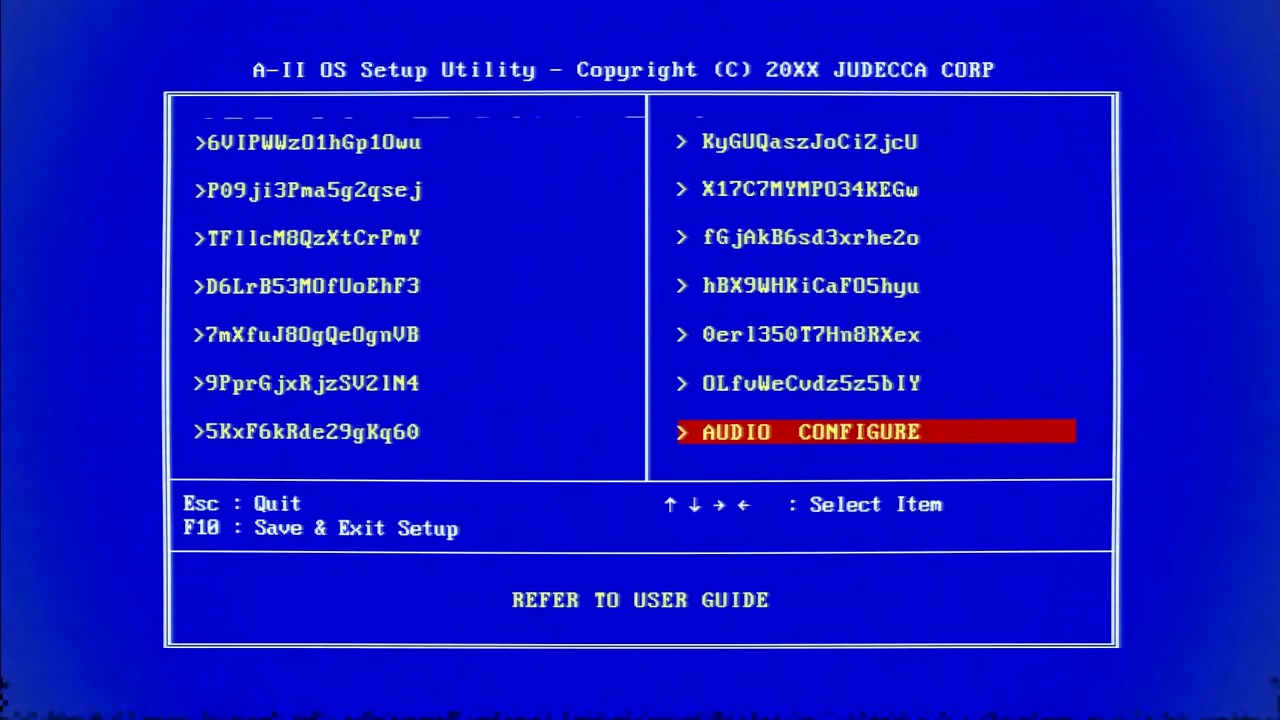 A-II OS Setup Utility - Copyright (C) 20XX JUDECCA CORP
>6VIPWWzO1hGp1Owu
>P09ji3Pma5g2qsej
>TFllcM8QzXtCrPmY
>D6LrB53MOfUoEhF3
>7mXfuJ8OgQeOgnVB
>9PprGjxRjzSV2lN4
>5KxF6kRde29gKq60
> KyGUQaszJoCiZjcU
> X17C7MYMPO34KEGw
> fGjAkB6sd3xrhe2o
> hBX9WHKiCaFO5hyu
> 0erl350T7Hn8RXex
> OLfvWeCvdz5z5bIY
> AUDIO CONFIGURE
Esc : Quit
F10 : Save & Exit Setup
↑ ↓ → ← : Select Item
REFER TO USER GUIDE